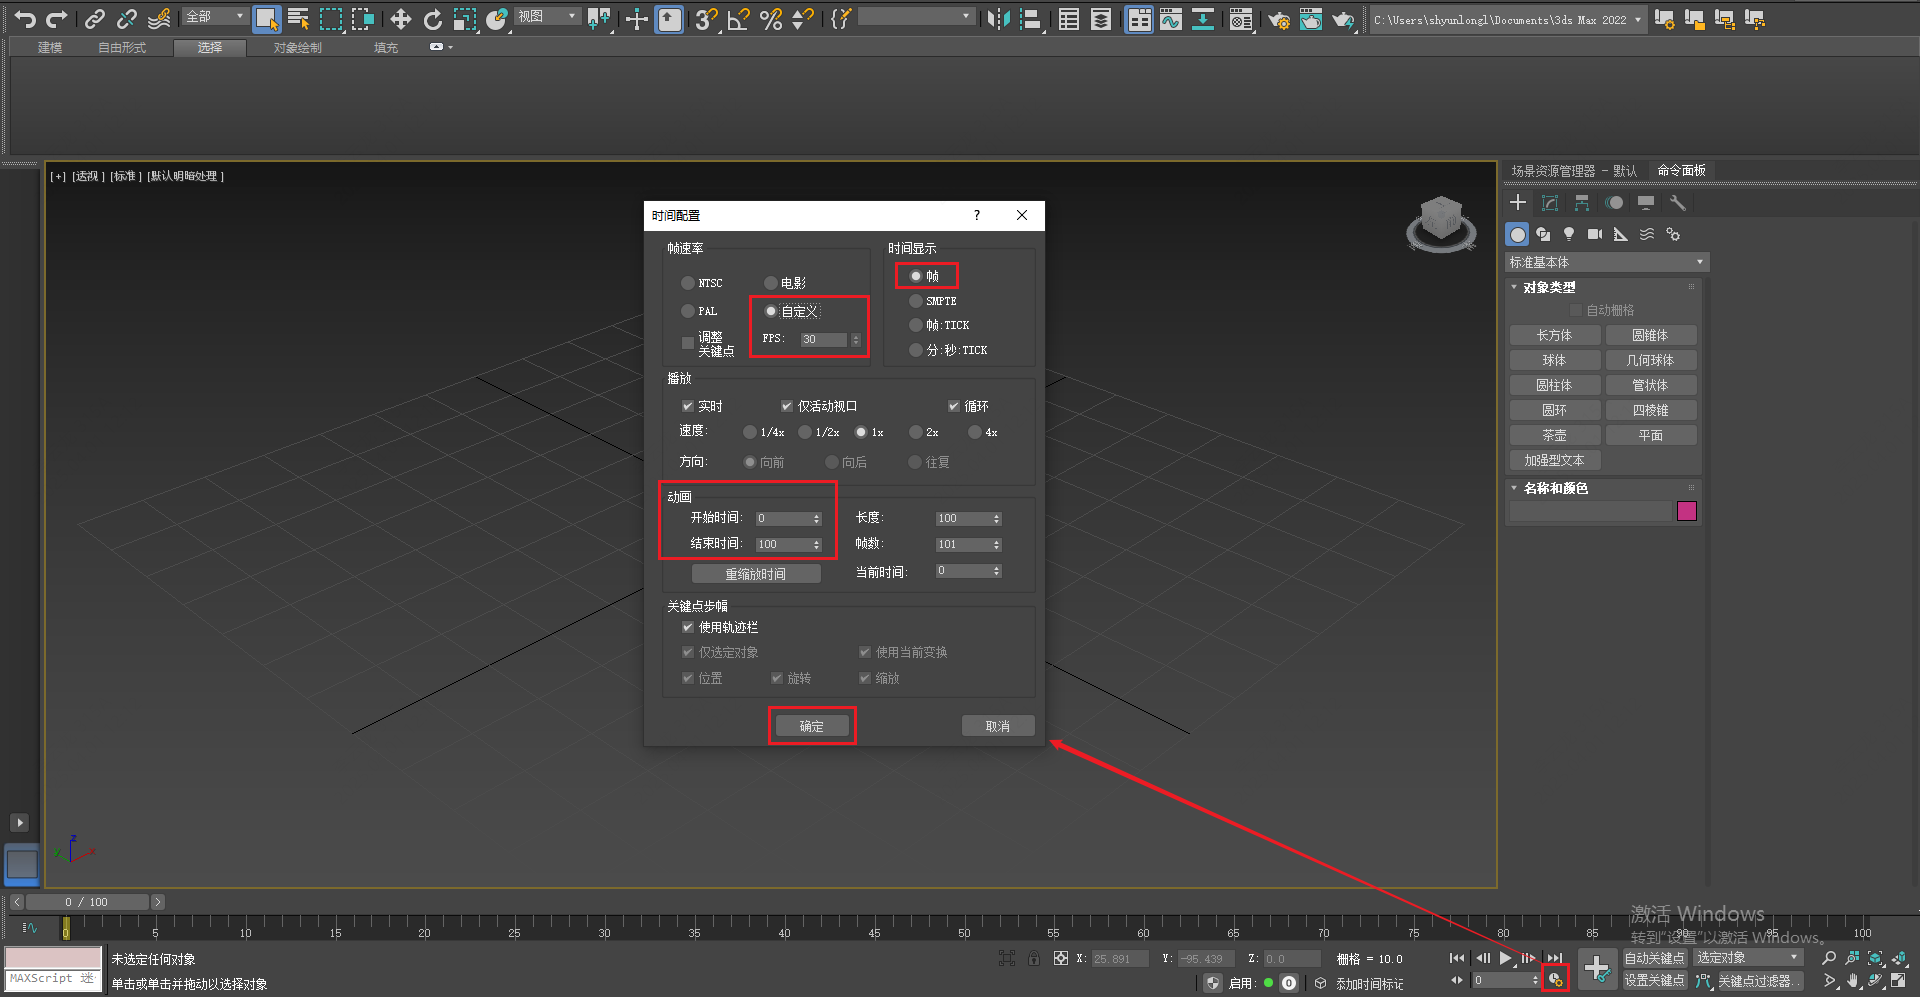 全部
视图
C:\Users\shyunlongl\Documents\3ds Max 2022
建模 自由形式 选择 对象绘制 填充
[+] [透视] [标准] [默认明暗处理]
场景资源管理器 - 默认 命令面板
标准基本体
对象类型
自动栅格
长方体 圆锥体
球体 几何球体
圆柱体 管状体
圆环 四棱锥
茶壶 平面
加强型文本
名称和颜色
时间配置 ?
帧速率
NTSC 电影
PAL 自定义
调整
关键点
FPS: 30
时间显示
帧
SMPTE
帧:TICK
分:秒:TICK
播放
实时 仅活动视口 循环
速度: 1/4x 1/2x 1x 2x 4x
方向: 向前 向后 往复
动画
开始时间: 0 长度: 100
结束时间: 100 帧数: 101
重缩放时间 当前时间: 0
关键点步幅
使用轨迹栏
仅选定对象 使用当前变换
位置 旋转 缩放
确定 取消
z
x
0 / 100
0 5 10 15 20 25 30 35 40 45 50 55 60 65 70 75 80 85 90 95 100
激活 Windows
转到“设置”以激活 Windows。
MAXScript 迷
未选定任何对象
单击或单击并拖动以选择对象
X: 25.891 Y: -95.439 Z: 0.0 栅格 = 10.0
启用: 0 添加时间标记
0
自动关键点 选定对象
设置关键点 关键点过滤器...